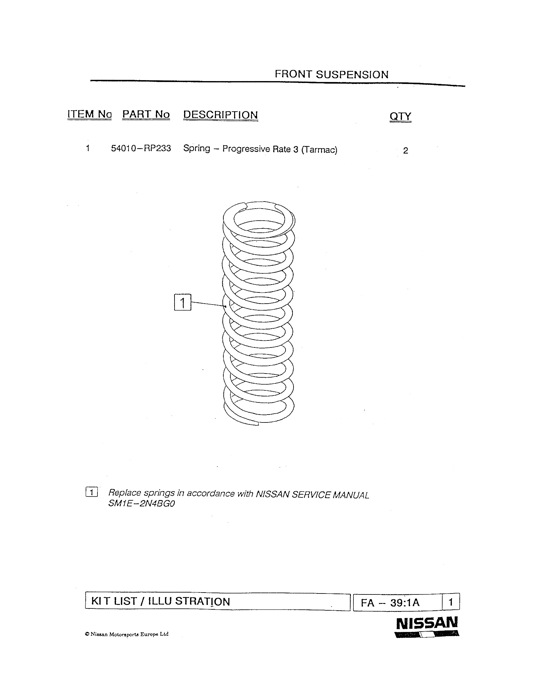 FRONT SUSPENSION
ITEM No PART No DESCRIPTION QTY
1 54010-RP233 Spring - Progressive Rate 3 (Tarmac) 2
1
1 Replace springs in accordance with NISSAN SERVICE MANUAL
SM1E-2N4BG0
KIT LIST / ILLUSTRATION FA - 39:1A 1
NISSAN
© Nissan Motorsports Europe Ltd